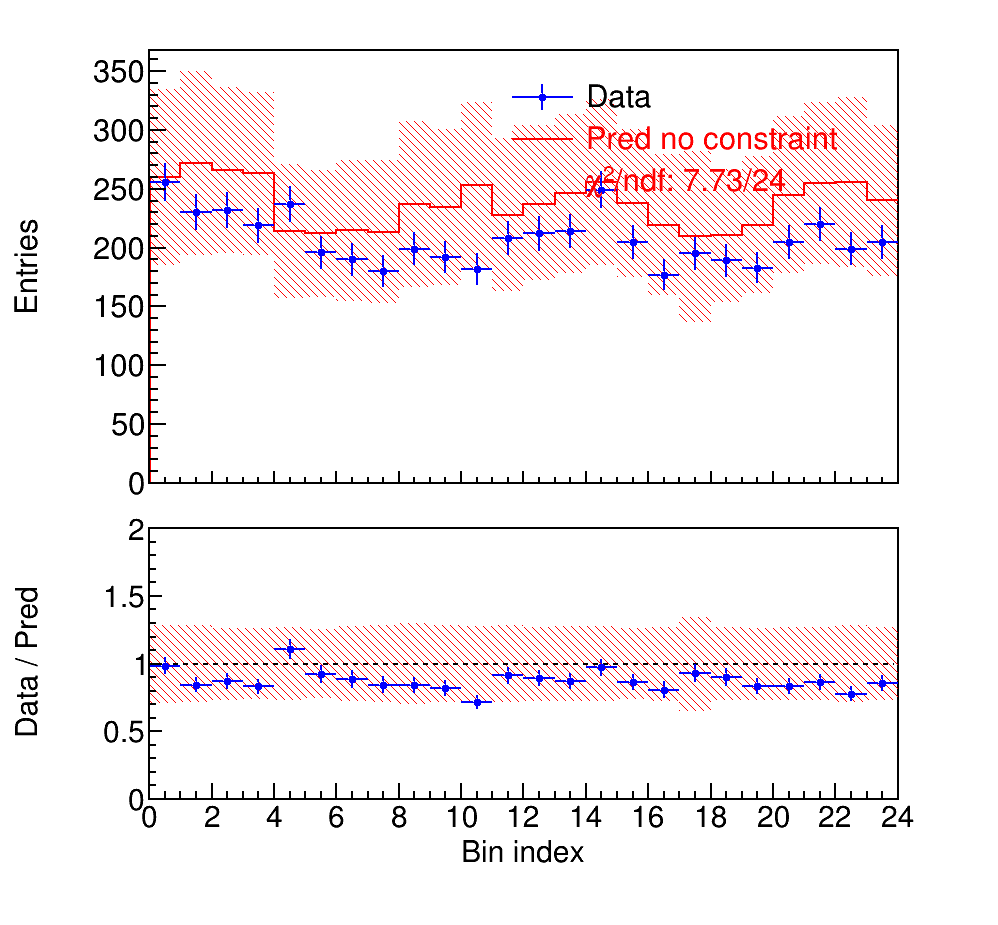 350
300
250
200
150
100
50
0
Entries
Data
Pred no constraint
χ²/ndf: 7.73/24
2
1.5
1
0.5
0
Data / Pred
0 2 4 6 8 10 12 14 16 18 20 22 24
Bin index